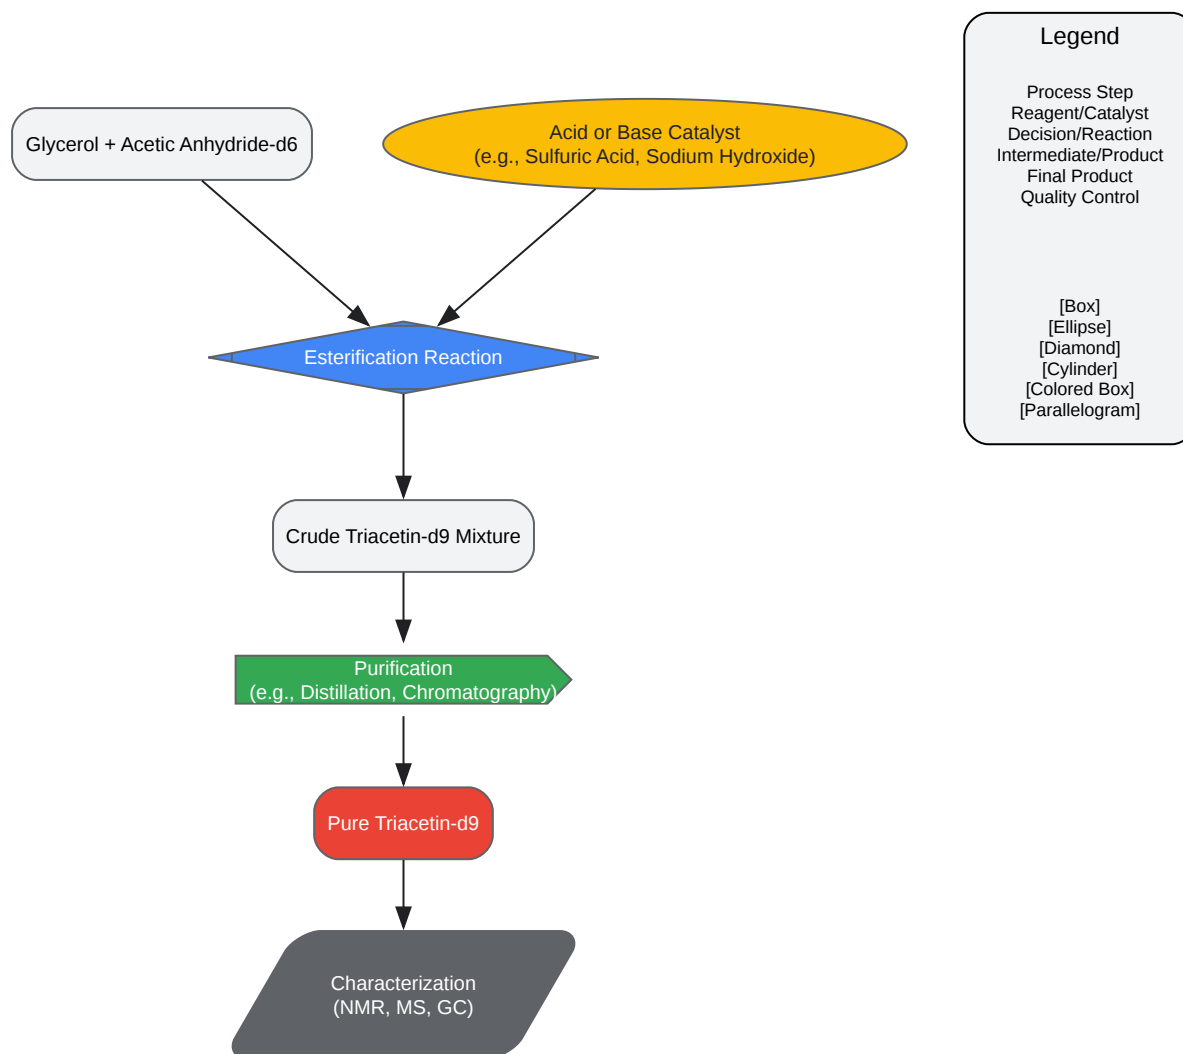 Legend
Process Step
Reagent/Catalyst
Decision/Reaction
Intermediate/Product
Final Product
Quality Control
[Box]
[Ellipse]
[Diamond]
[Cylinder]
[Colored Box]
[Parallelogram]
Glycerol + Acetic Anhydride-d6
Acid or Base Catalyst
(e.g., Sulfuric Acid, Sodium Hydroxide)
Esterification Reaction
Crude Triacetin-d9 Mixture
Purification
(e.g., Distillation, Chromatography)
Pure Triacetin-d9
Characterization
(NMR, MS, GC)